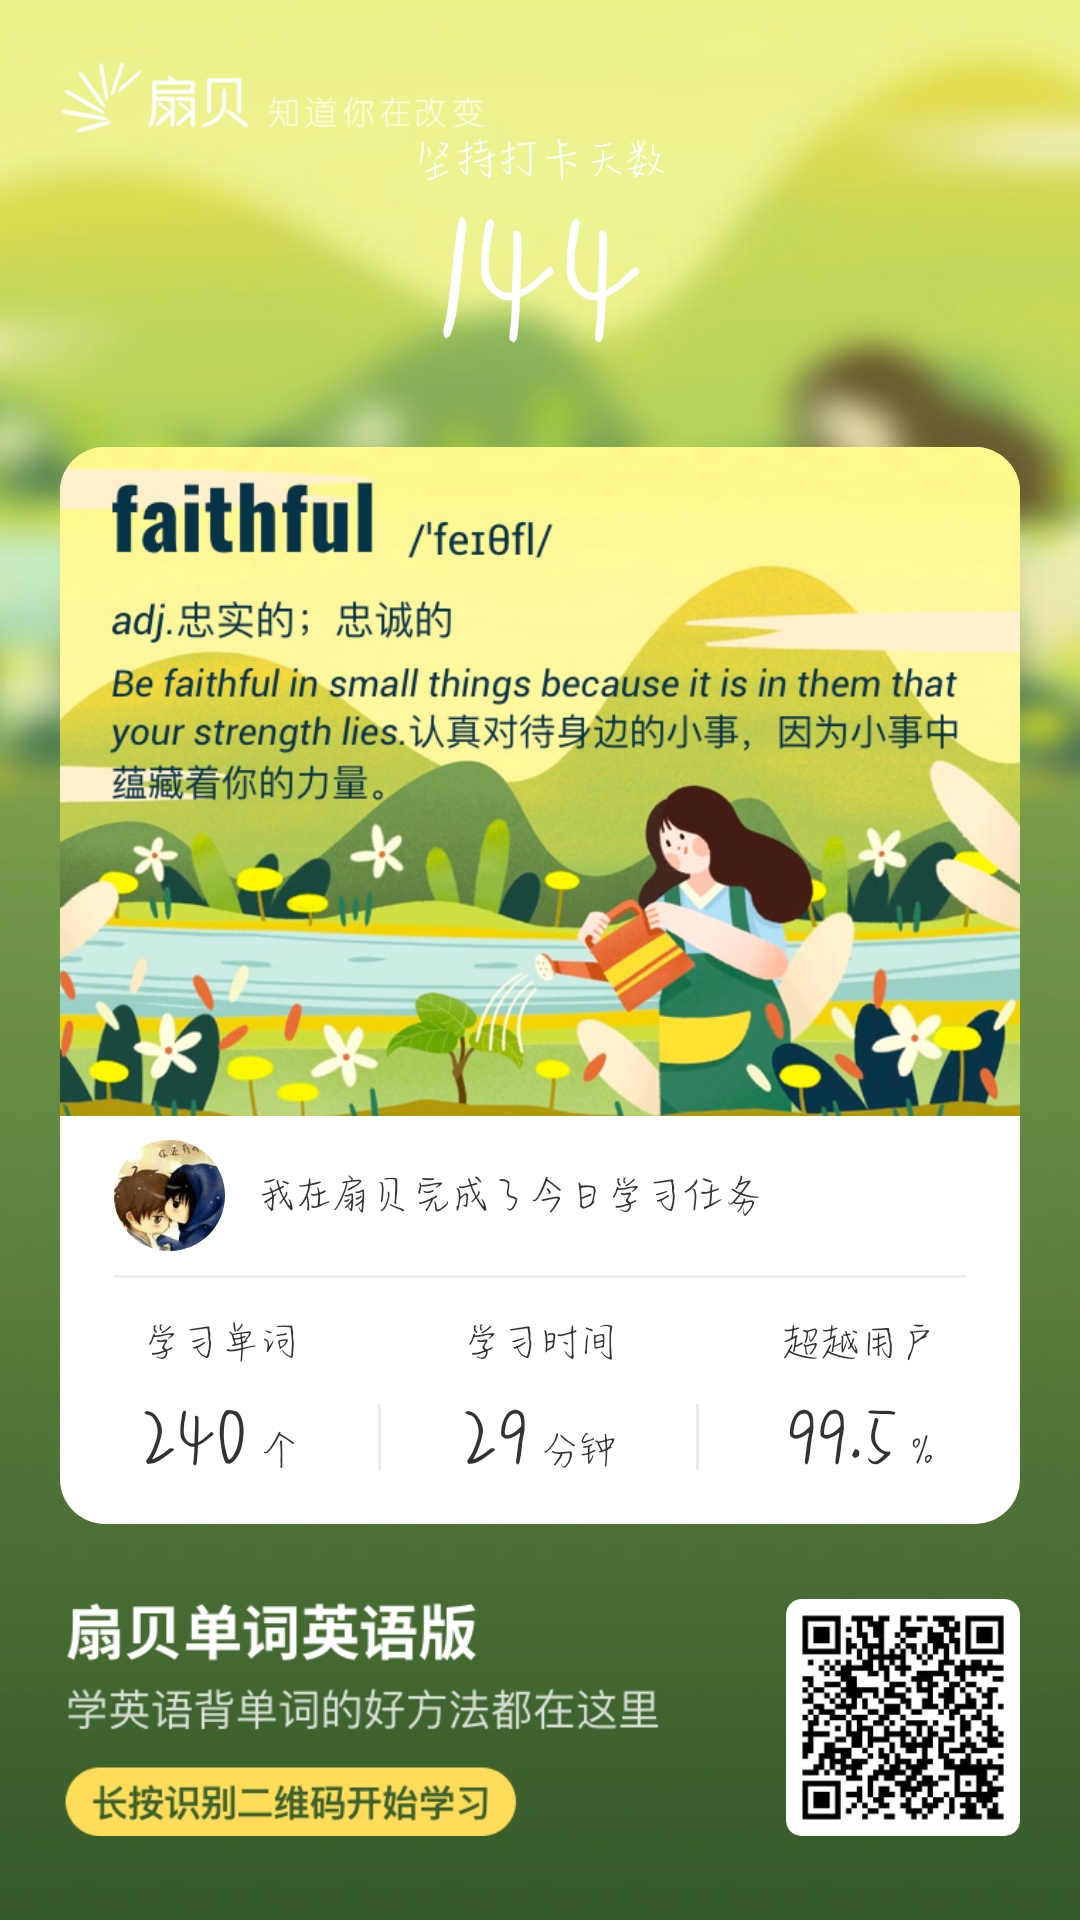 扇贝 知道你在改变
坚持打卡天数
144
faithful /ˈfeɪθfl/
adj.忠实的；忠诚的
Be faithful in small things because it is in them that
your strength lies.认真对待身边的小事，因为小事中
蕴藏着你的力量。
我在扇贝完成了今日学习任务
学习单词 学习时间 超越用户
240 个 29 分钟 99.5 %
扇贝单词英语版
学英语背单词的好方法都在这里
长按识别二维码开始学习